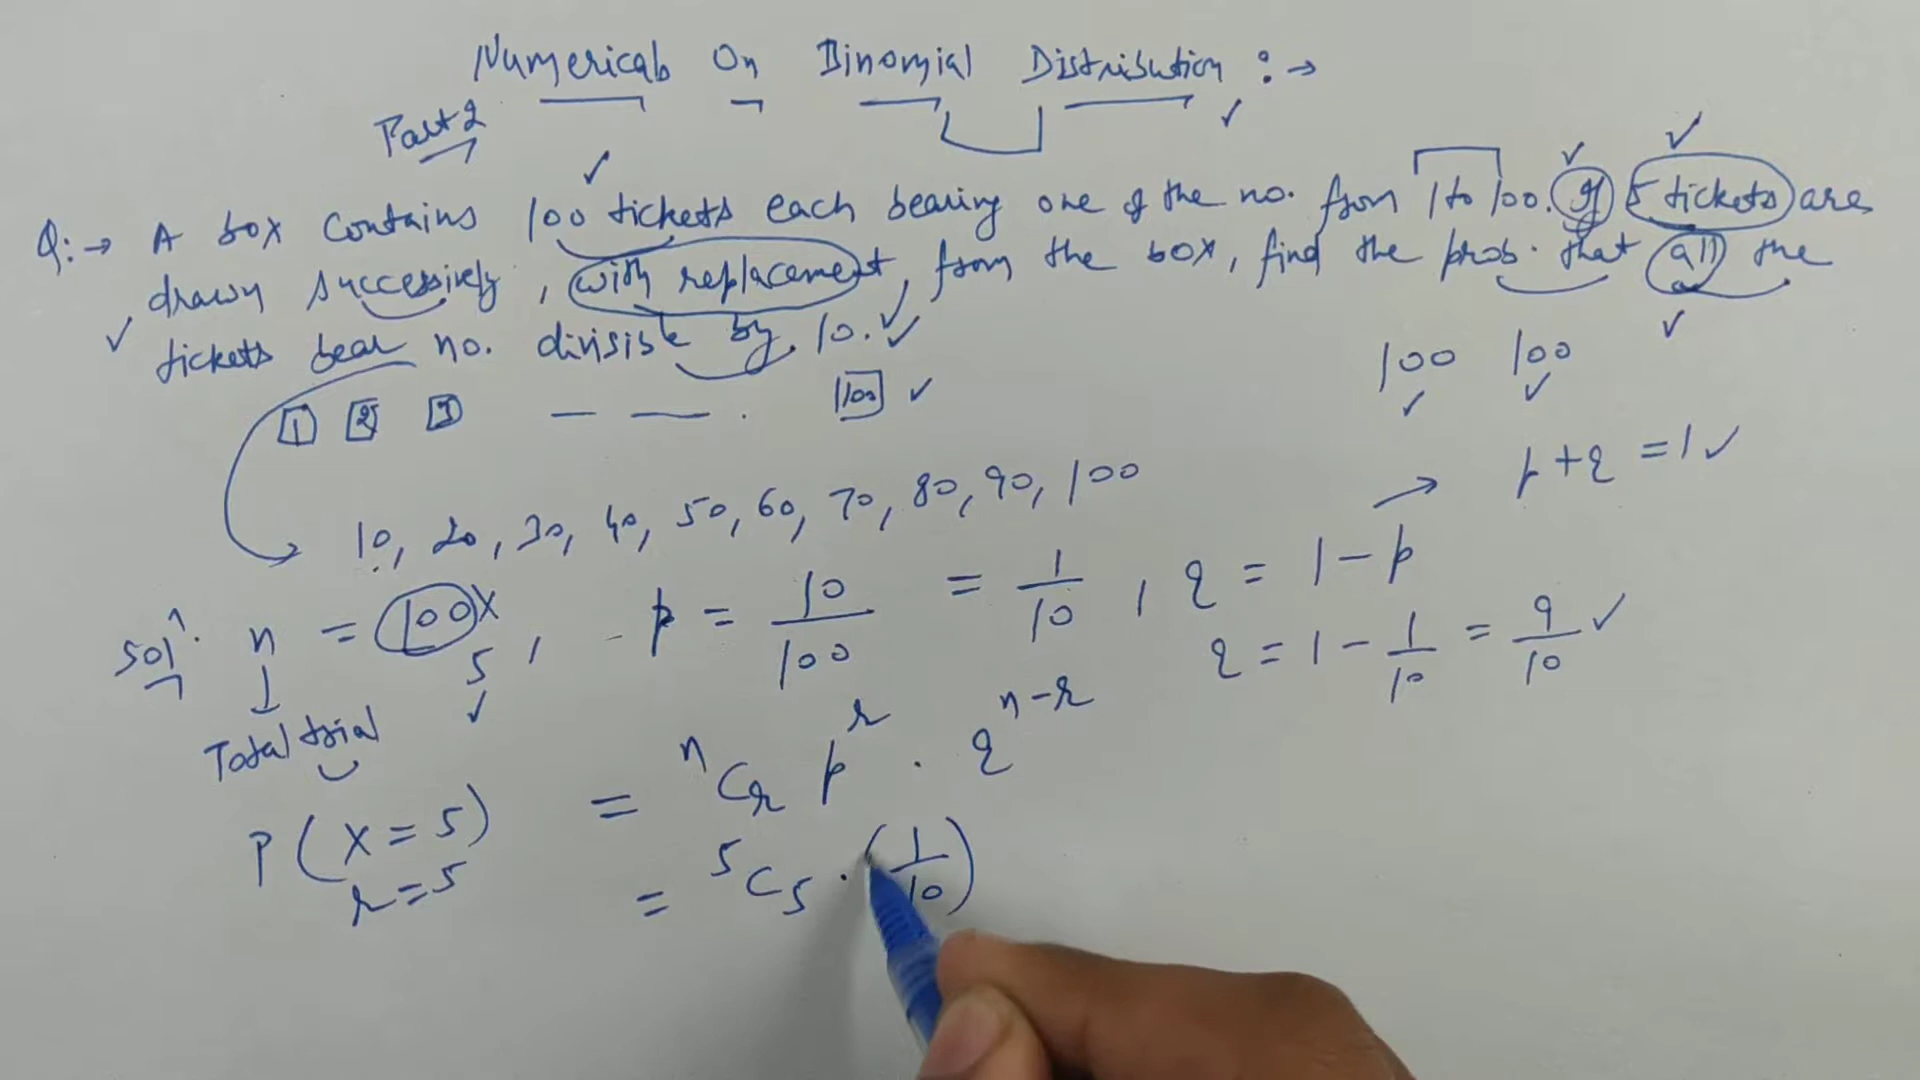 Numericals On Binomial Distribution :→
Part 2
Q:→ A box contains 100 tickets each bearing one of the no. from 1 to 100. If 5 tickets are
drawn successively, with replacement, from the box, find the prob. that all the
tickets bear no. divisible by 10.
1 2 3 — — . 100
100 100
10, 20, 30, 40, 50, 60, 70, 80, 90, 100
p + q = 1
Solⁿ. n = 100 x 5, p = 10/100 = 1/10, q = 1 - p
q = 1 - 1/10 = 9/10
Total trial
P(X = 5) = ⁿCᵣ pʳ . qⁿ⁻ʳ
r = 5
= ⁵C₅ . (1/10)